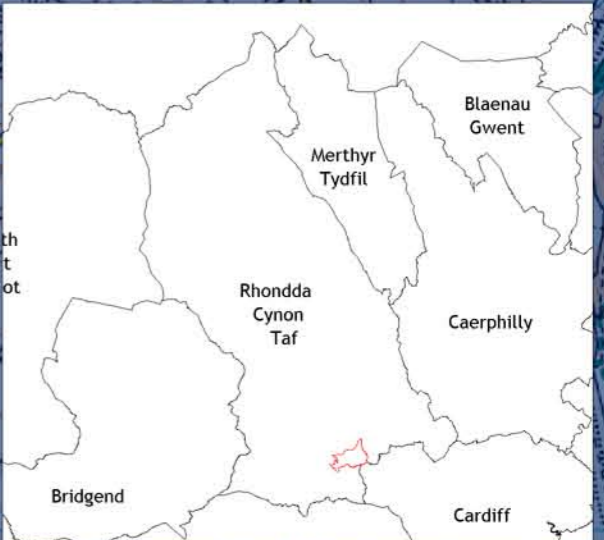 Blaenau
Gwent
Merthyr
Tydfil
th
t
ot
Rhondda
Cynon
Taf
Caerphilly
Bridgend
Cardiff